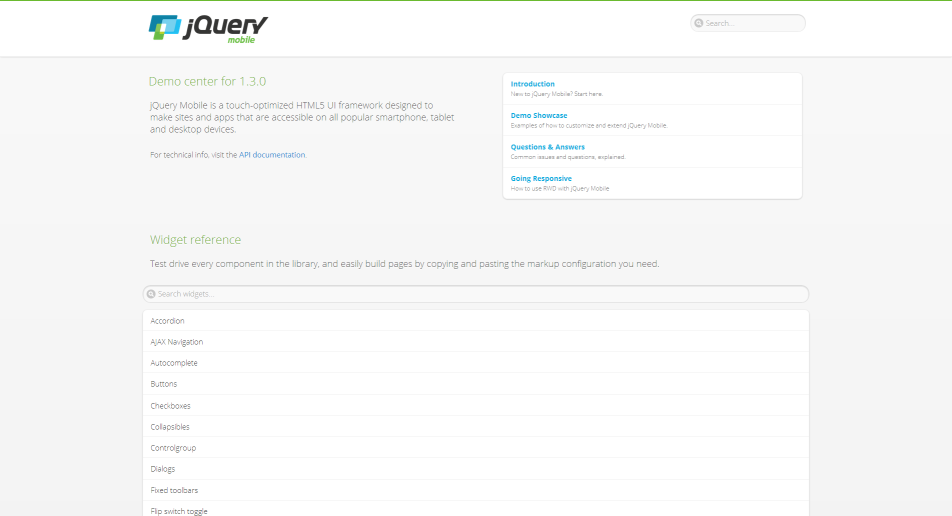 jQuery
mobile
Search...
Demo center for 1.3.0
jQuery Mobile is a touch-optimized HTML5 UI framework designed to
make sites and apps that are accessible on all popular smartphone, tablet
and desktop devices.
For technical info, visit the API documentation.
Introduction
New to jQuery Mobile? Start here.
Demo Showcase
Examples of how to customize and extend jQuery Mobile.
Questions & Answers
Common issues and questions, explained.
Going Responsive
How to use RWD with jQuery Mobile
Widget reference
Test drive every component in the library, and easily build pages by copying and pasting the markup configuration you need.
Search widgets...
Accordion
AJAX Navigation
Autocomplete
Buttons
Checkboxes
Collapsibles
Controlgroup
Dialogs
Fixed toolbars
Flip switch toggle